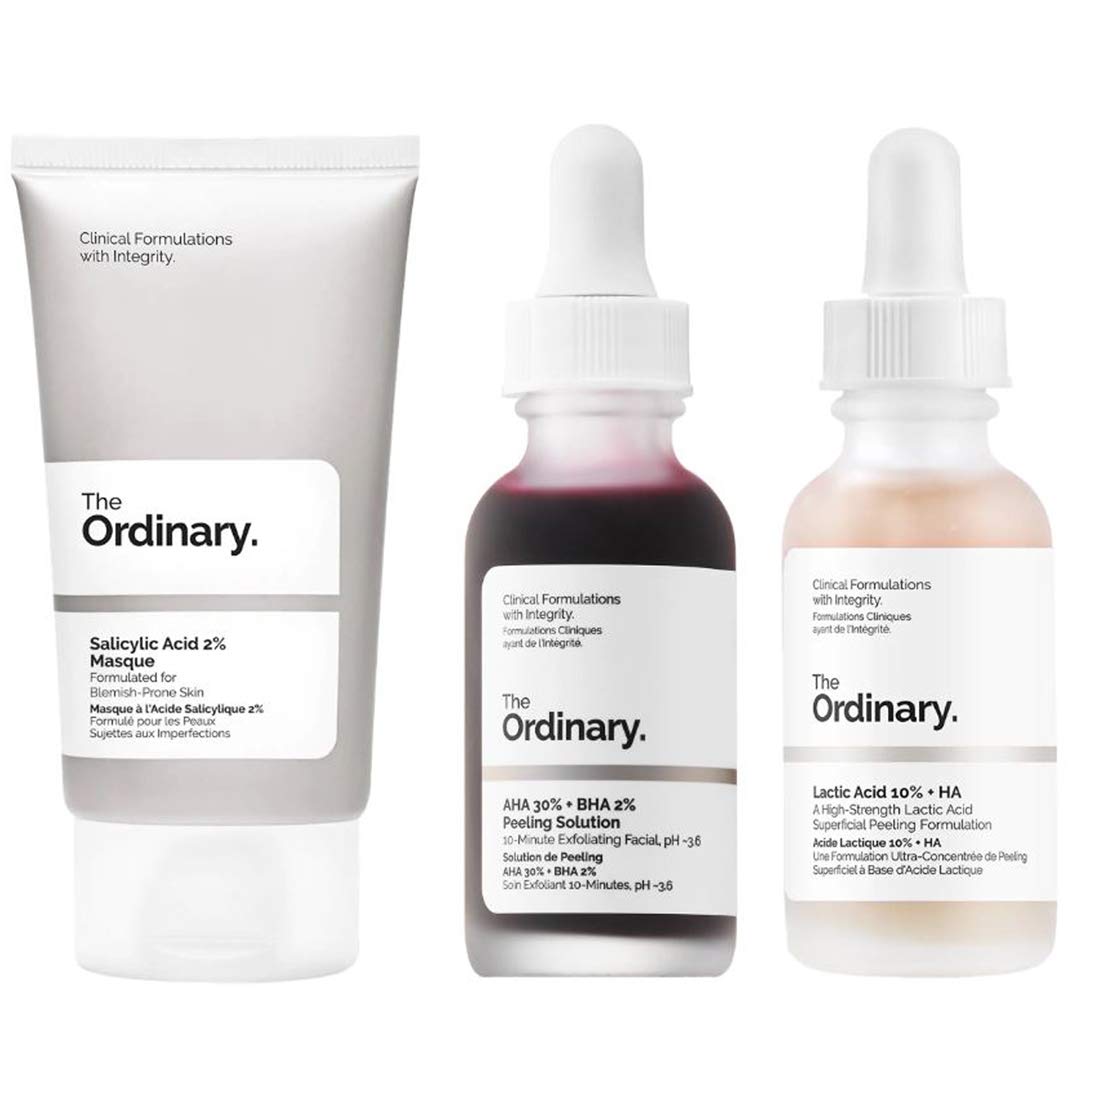 Clinical Formulations
with Integrity.
The
Ordinary.
Salicylic Acid 2%
Masque
Formulated for
Blemish-Prone Skin
Masque à l'Acide Salicylique 2%
Formulé pour les Peaux
Sujettes aux Imperfections
Clinical Formulations
with Integrity.
Formulations Cliniques
ayant de l'Intégrité.
The
Ordinary.
AHA 30% + BHA 2%
Peeling Solution
10-Minute Exfoliating Facial, pH ~3.6
Solution de Peeling
AHA 30% + BHA 2%
Soin Exfoliant 10-Minutes, pH ~3.6
Clinical Formulations
with Integrity.
Formulations Cliniques
ayant de l'Intégrité.
The
Ordinary.
Lactic Acid 10% + HA
A High-Strength Lactic Acid
Superficial Peeling Formulation
Acide Lactique 10% + HA
Une Formulation Ultra-Concentrée de Peeling
Superficiel à Base d'Acide Lactique